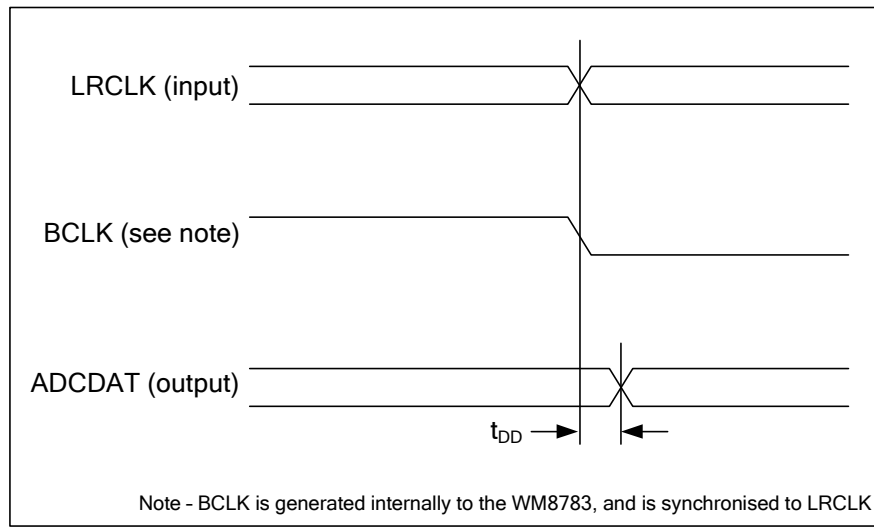 LRCLK (input)
BCLK (see note)
ADCDAT (output)
tDD
Note - BCLK is generated internally to the WM8783, and is synchronised to LRCLK